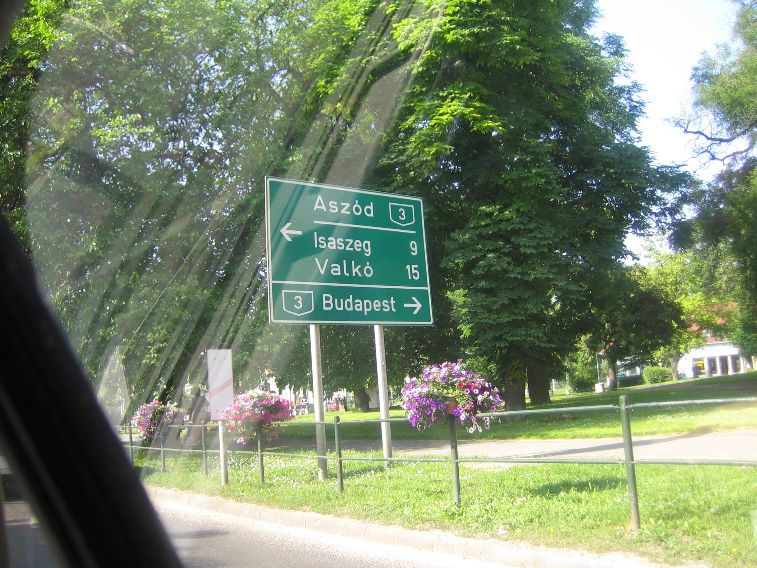 Aszód 3
Isaszeg 9
Valkó 15
3 Budapest